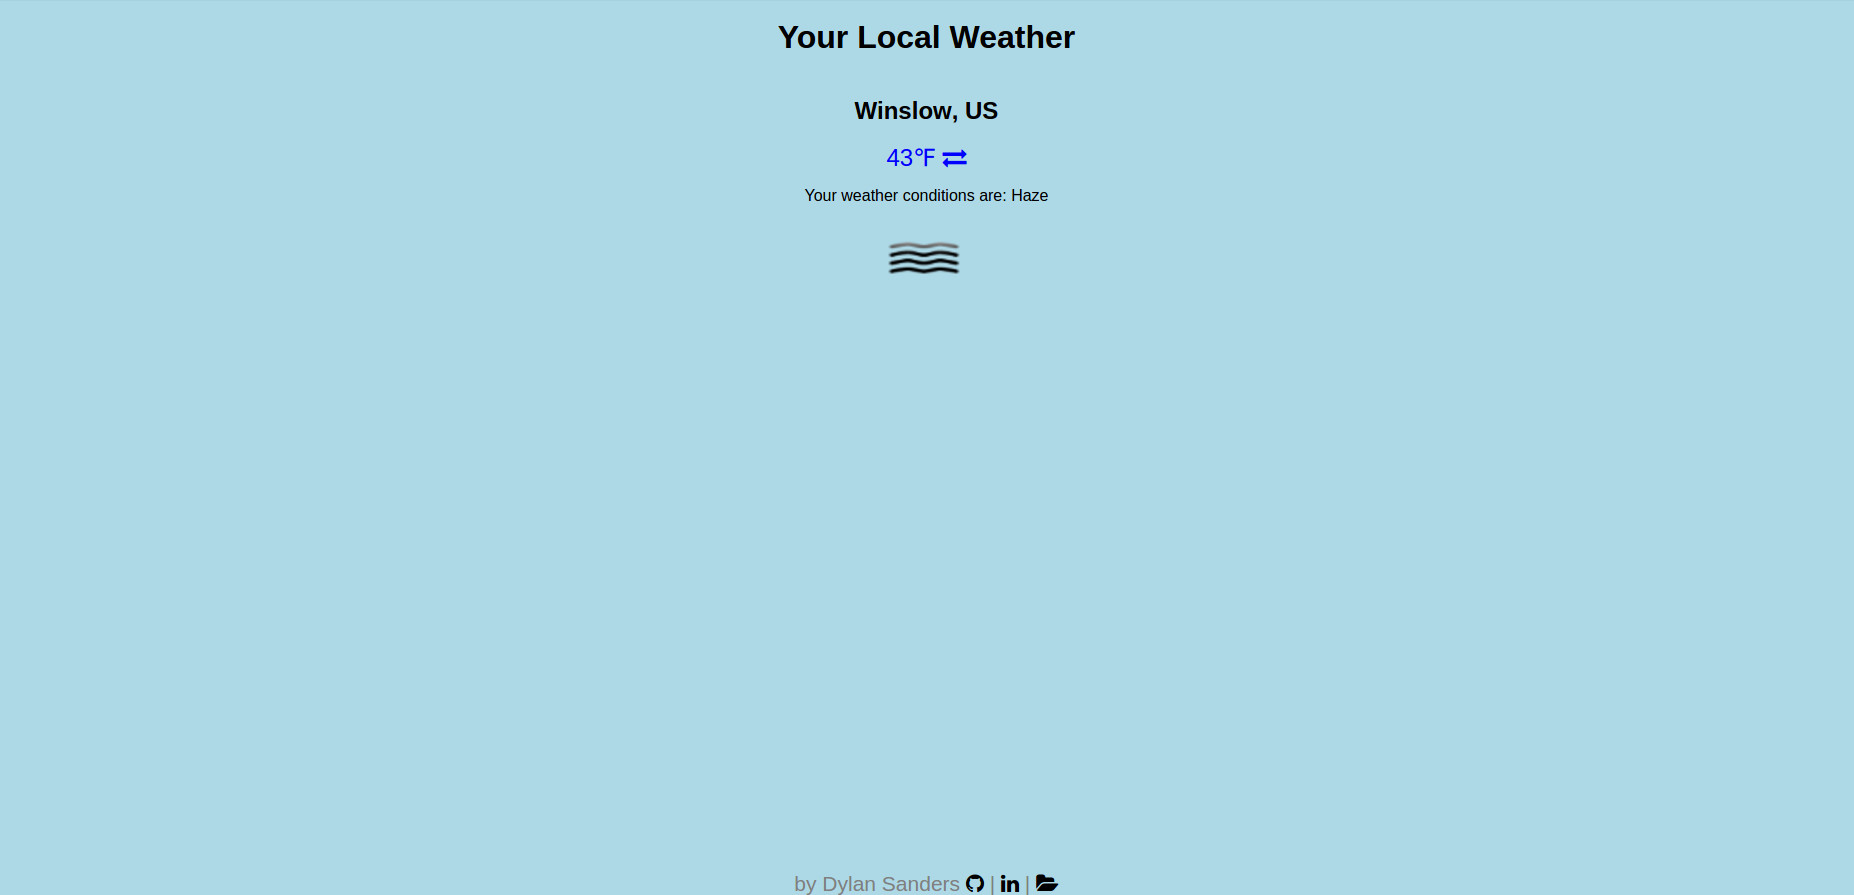 Your Local Weather
Winslow, US
43°F
Your weather conditions are: Haze
by Dylan Sanders | in |